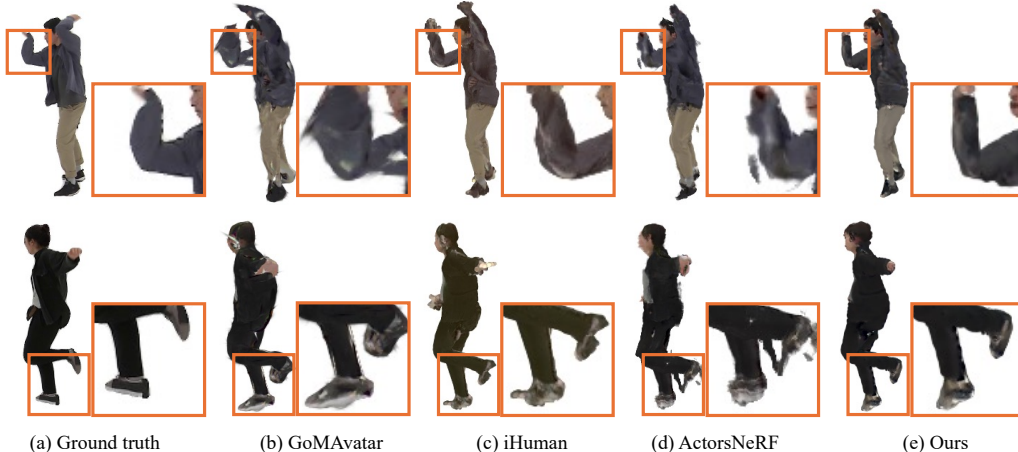 (a) Ground truth
(b) GoMAvatar
(c) iHuman
(d) ActorsNeRF
(e) Ours